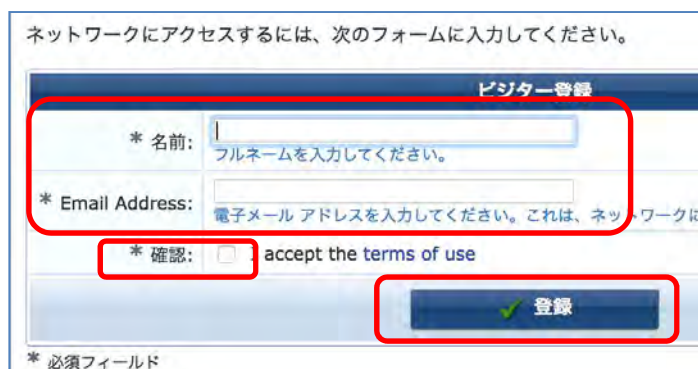 ネットワークにアクセスするには、次のフォームに入力してください。
ビジター登録
* 名前:
フルネームを入力してください。
* Email Address:
電子メール アドレスを入力してください。これは、ネットワークに
* 確認: I accept the terms of use
登録
* 必須フィールド